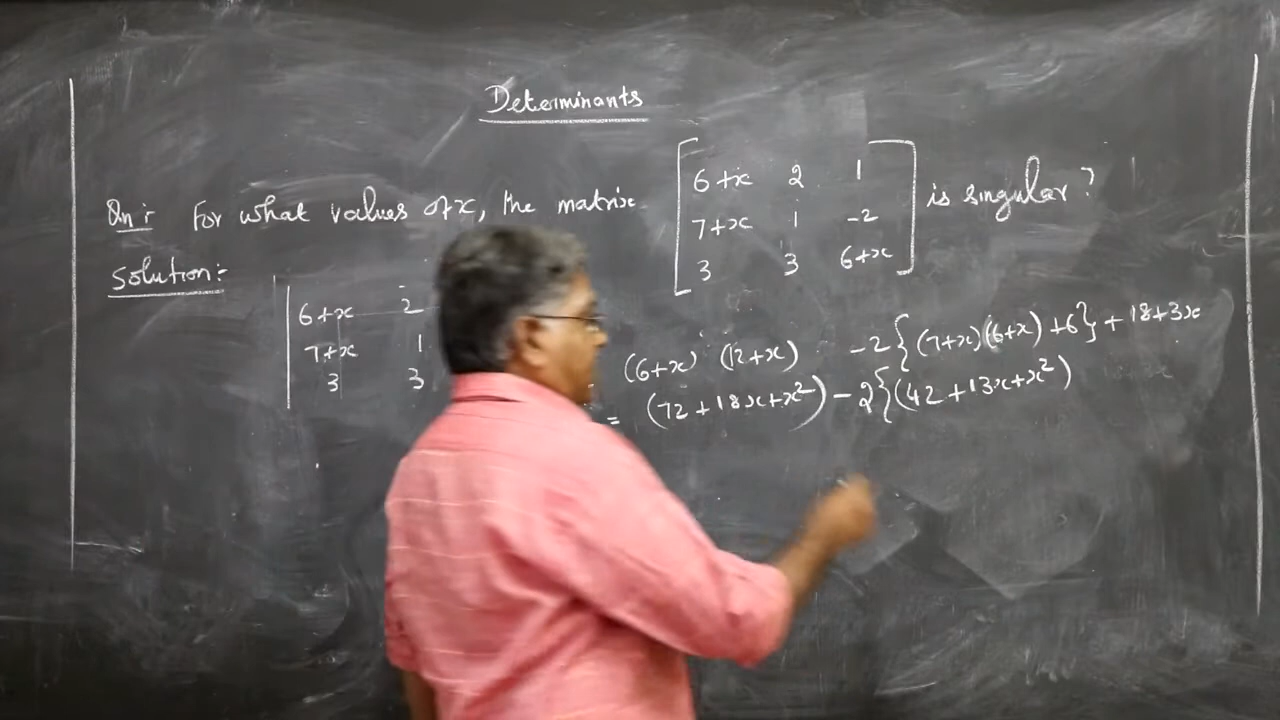 Determinants
Qn:- For what values of x, the matrix [ 6+x 2 1 is singular?
7+x 1 -2
3 3 6+x ]
Solution:-
| 6+x 2
7+x 1
3 3
(6+x) (12+x) -2{(7+x)(6+x)+6}+18+3x
= (72+18x+x²)-2{(42+13x+x²)